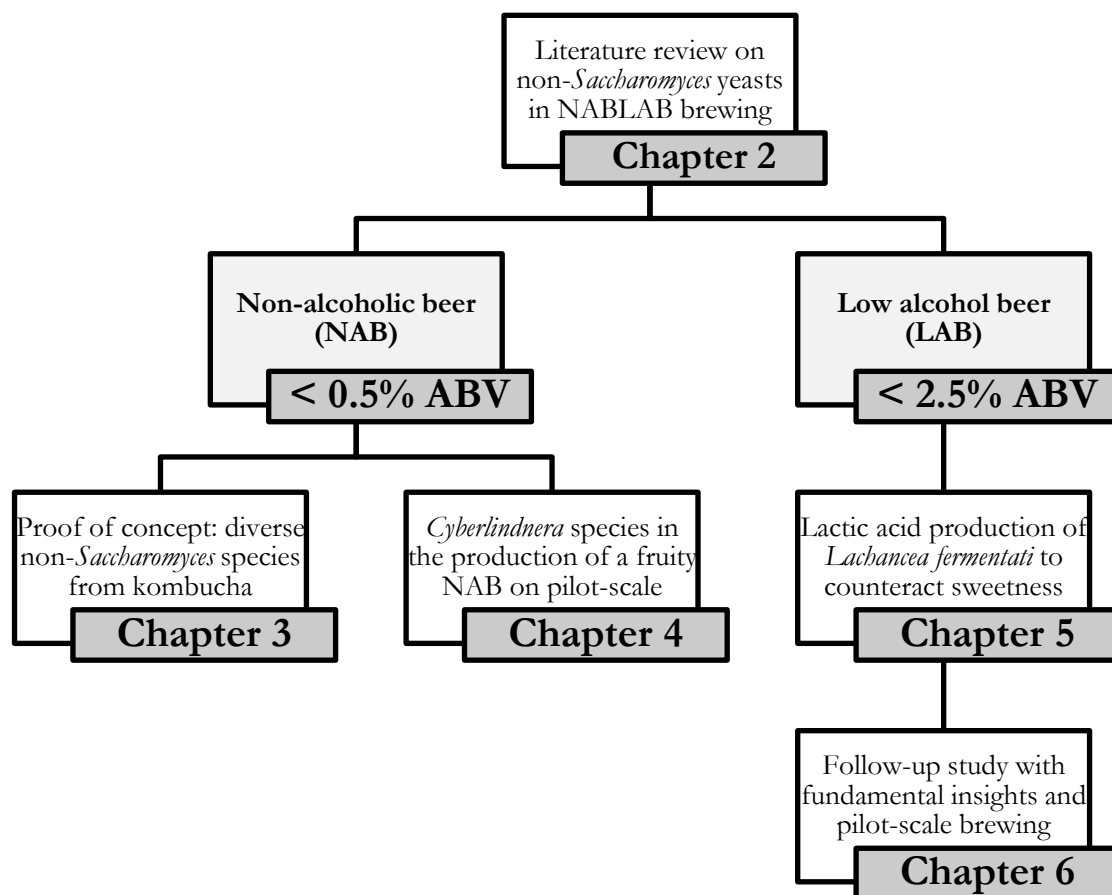 Literature review on
non-Saccharomyces yeasts
in NABLAB brewing
Chapter 2
Non-alcoholic beer
(NAB)
< 0.5% ABV
Low alcohol beer
(LAB)
< 2.5% ABV
Proof of concept: diverse
non-Saccharomyces species
from kombucha
Chapter 3
Cyberlindnera species in
the production of a fruity
NAB on pilot-scale
Chapter 4
Lactic acid production of
Lachancea fermentati to
counteract sweetness
Chapter 5
Follow-up study with
fundamental insights and
pilot-scale brewing
Chapter 6